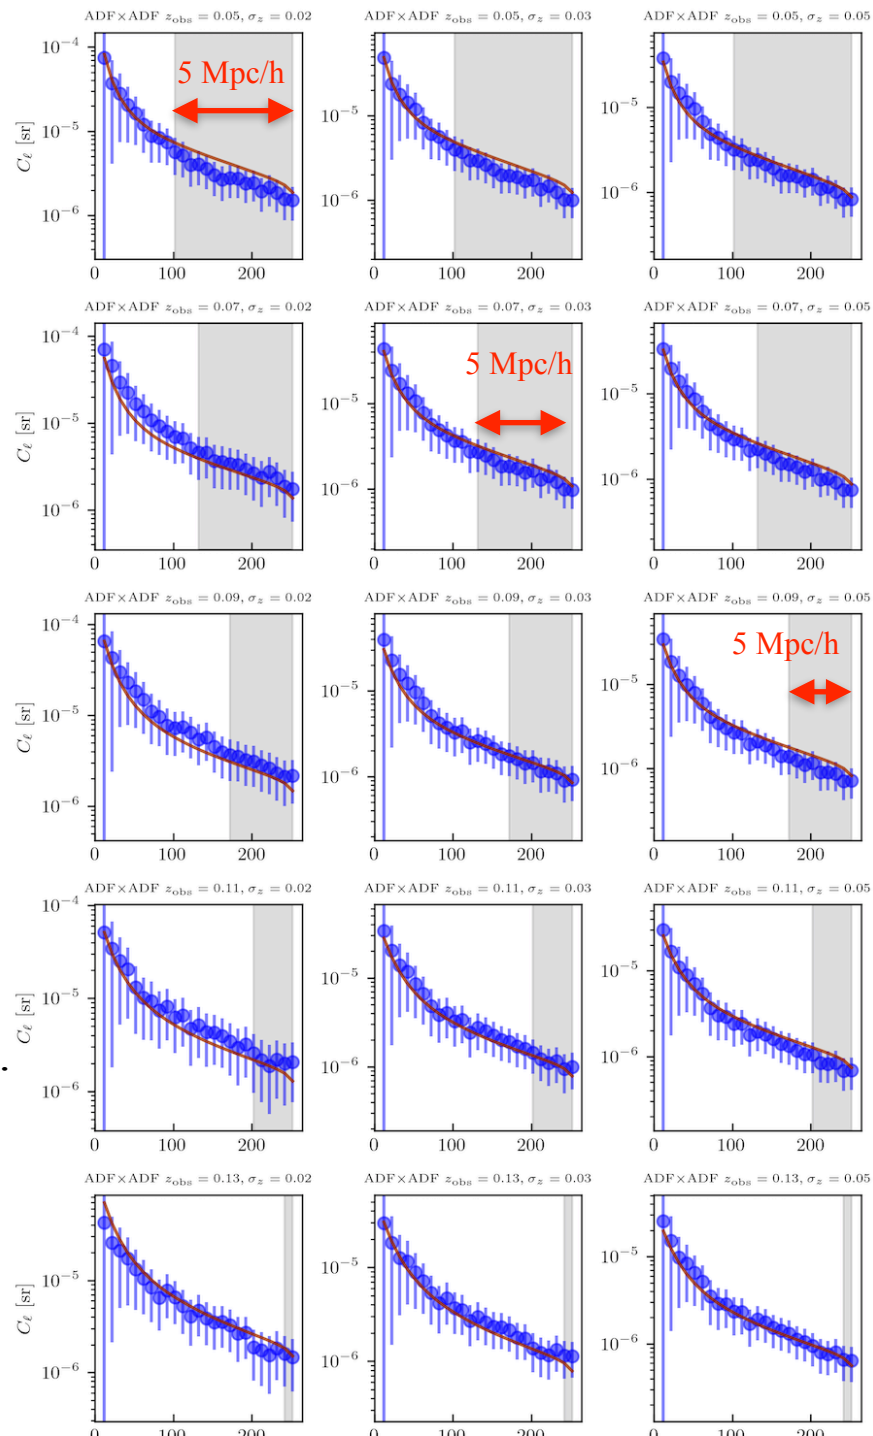 ADF×ADF z_obs = 0.05, σ_z = 0.02
ADF×ADF z_obs = 0.05, σ_z = 0.03
ADF×ADF z_obs = 0.05, σ_z = 0.05
10⁻⁴
10⁻⁵
10⁻⁶
C_ℓ [sr]
5 Mpc/h
0 100 200
10⁻⁵
10⁻⁶
0 100 200
10⁻⁵
10⁻⁶
0 100 200
ADF×ADF z_obs = 0.07, σ_z = 0.02
ADF×ADF z_obs = 0.07, σ_z = 0.03
ADF×ADF z_obs = 0.07, σ_z = 0.05
10⁻⁴
10⁻⁵
10⁻⁶
C_ℓ [sr]
0 100 200
10⁻⁵
10⁻⁶
5 Mpc/h
0 100 200
10⁻⁵
10⁻⁶
0 100 200
ADF×ADF z_obs = 0.09, σ_z = 0.02
ADF×ADF z_obs = 0.09, σ_z = 0.03
ADF×ADF z_obs = 0.09, σ_z = 0.05
10⁻⁴
10⁻⁵
10⁻⁶
C_ℓ [sr]
0 100 200
10⁻⁵
10⁻⁶
0 100 200
10⁻⁵
10⁻⁶
5 Mpc/h
0 100 200
ADF×ADF z_obs = 0.11, σ_z = 0.02
ADF×ADF z_obs = 0.11, σ_z = 0.03
ADF×ADF z_obs = 0.11, σ_z = 0.05
10⁻⁴
10⁻⁵
10⁻⁶
C_ℓ [sr]
0 100 200
10⁻⁵
10⁻⁶
0 100 200
10⁻⁵
10⁻⁶
0 100 200
ADF×ADF z_obs = 0.13, σ_z = 0.02
ADF×ADF z_obs = 0.13, σ_z = 0.03
ADF×ADF z_obs = 0.13, σ_z = 0.05
10⁻⁵
10⁻⁶
C_ℓ [sr]
0 100 200
10⁻⁵
10⁻⁶
0 100 200
10⁻⁵
10⁻⁶
0 100 200